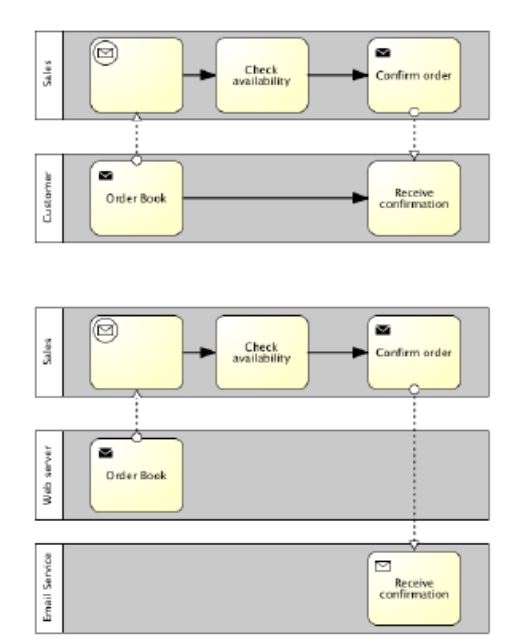 Sales
Check
availability
Confirm order
Customer
Order Book
Receive
confirmation
Sales
Check
availability
Confirm order
Web server
Order Book
Email Service
Receive
confirmation